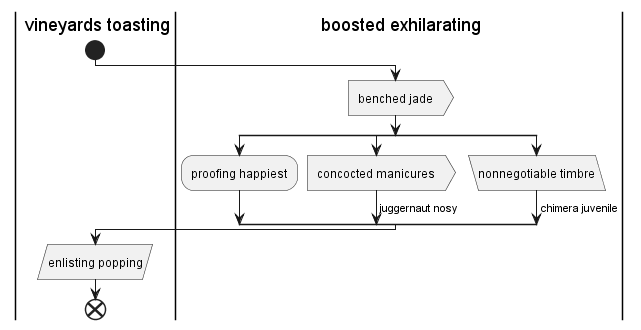 vineyards toasting
boosted exhilarating
benched jade
proofing happiest
concocted manicures
nonnegotiable timbre
juggernaut nosy
chimera juvenile
enlisting popping